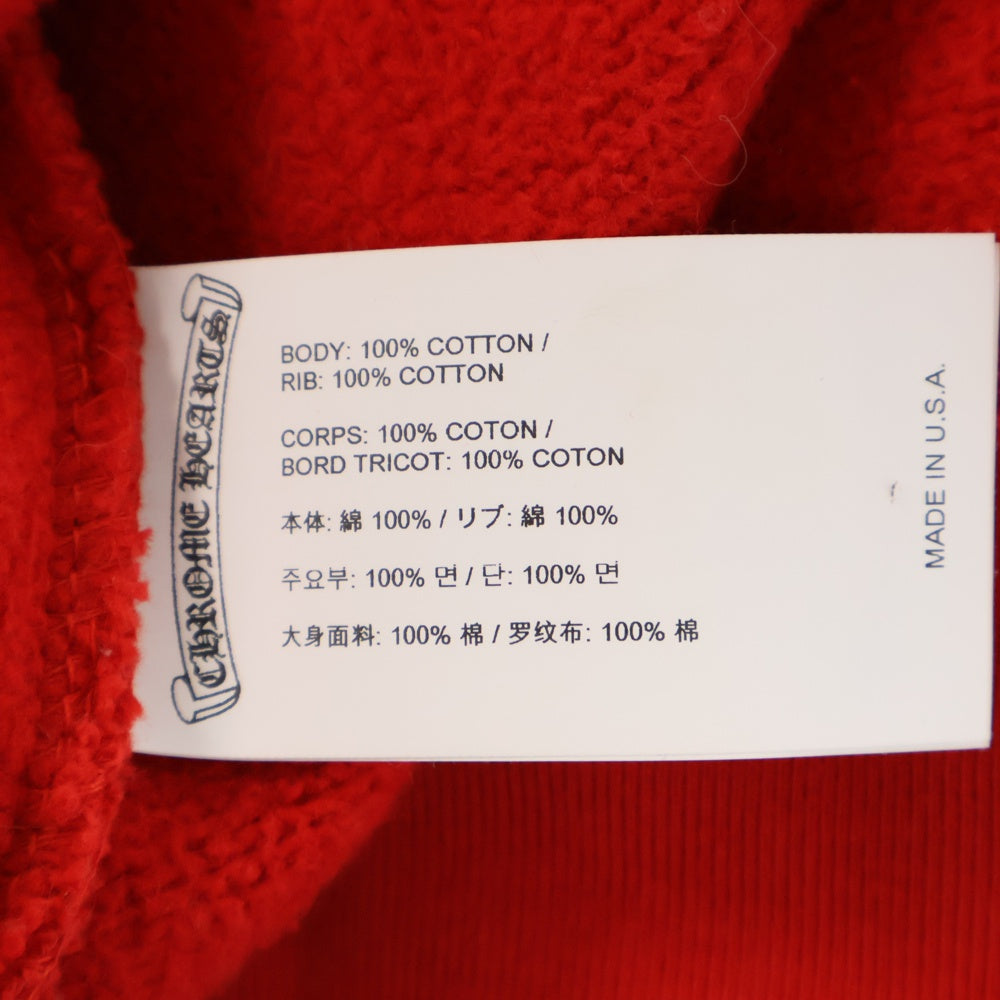 CHROME HEARTS
BODY: 100% COTTON /
RIB: 100% COTTON
CORPS: 100% COTON /
BORD TRICOT: 100% COTON
本体: 綿 100% / リブ: 綿 100%
주요부: 100% 면 / 단: 100% 면
大身面料: 100% 棉 / 罗纹布: 100% 棉
MADE IN U.S.A.